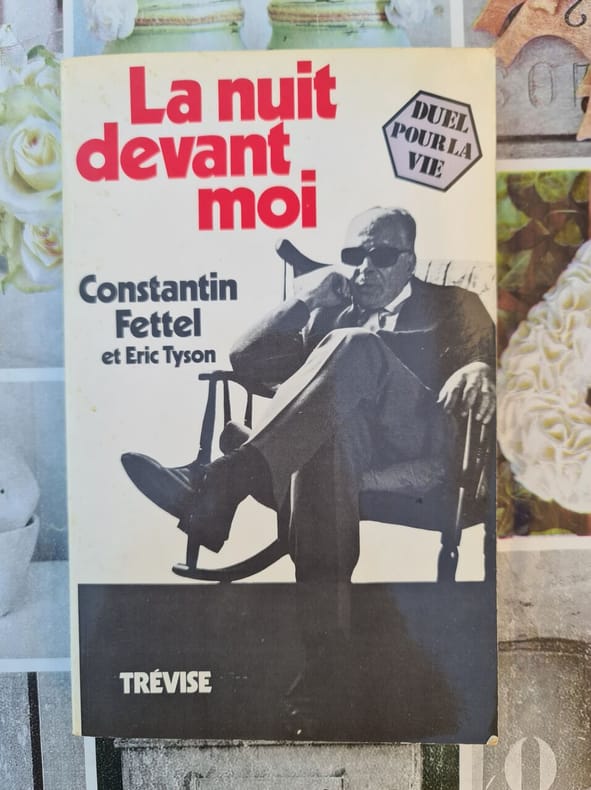 La nuit
devant
moi
DUEL
POUR LA
VIE
Constantin
Fettel
et Eric Tyson
TRÉVISE